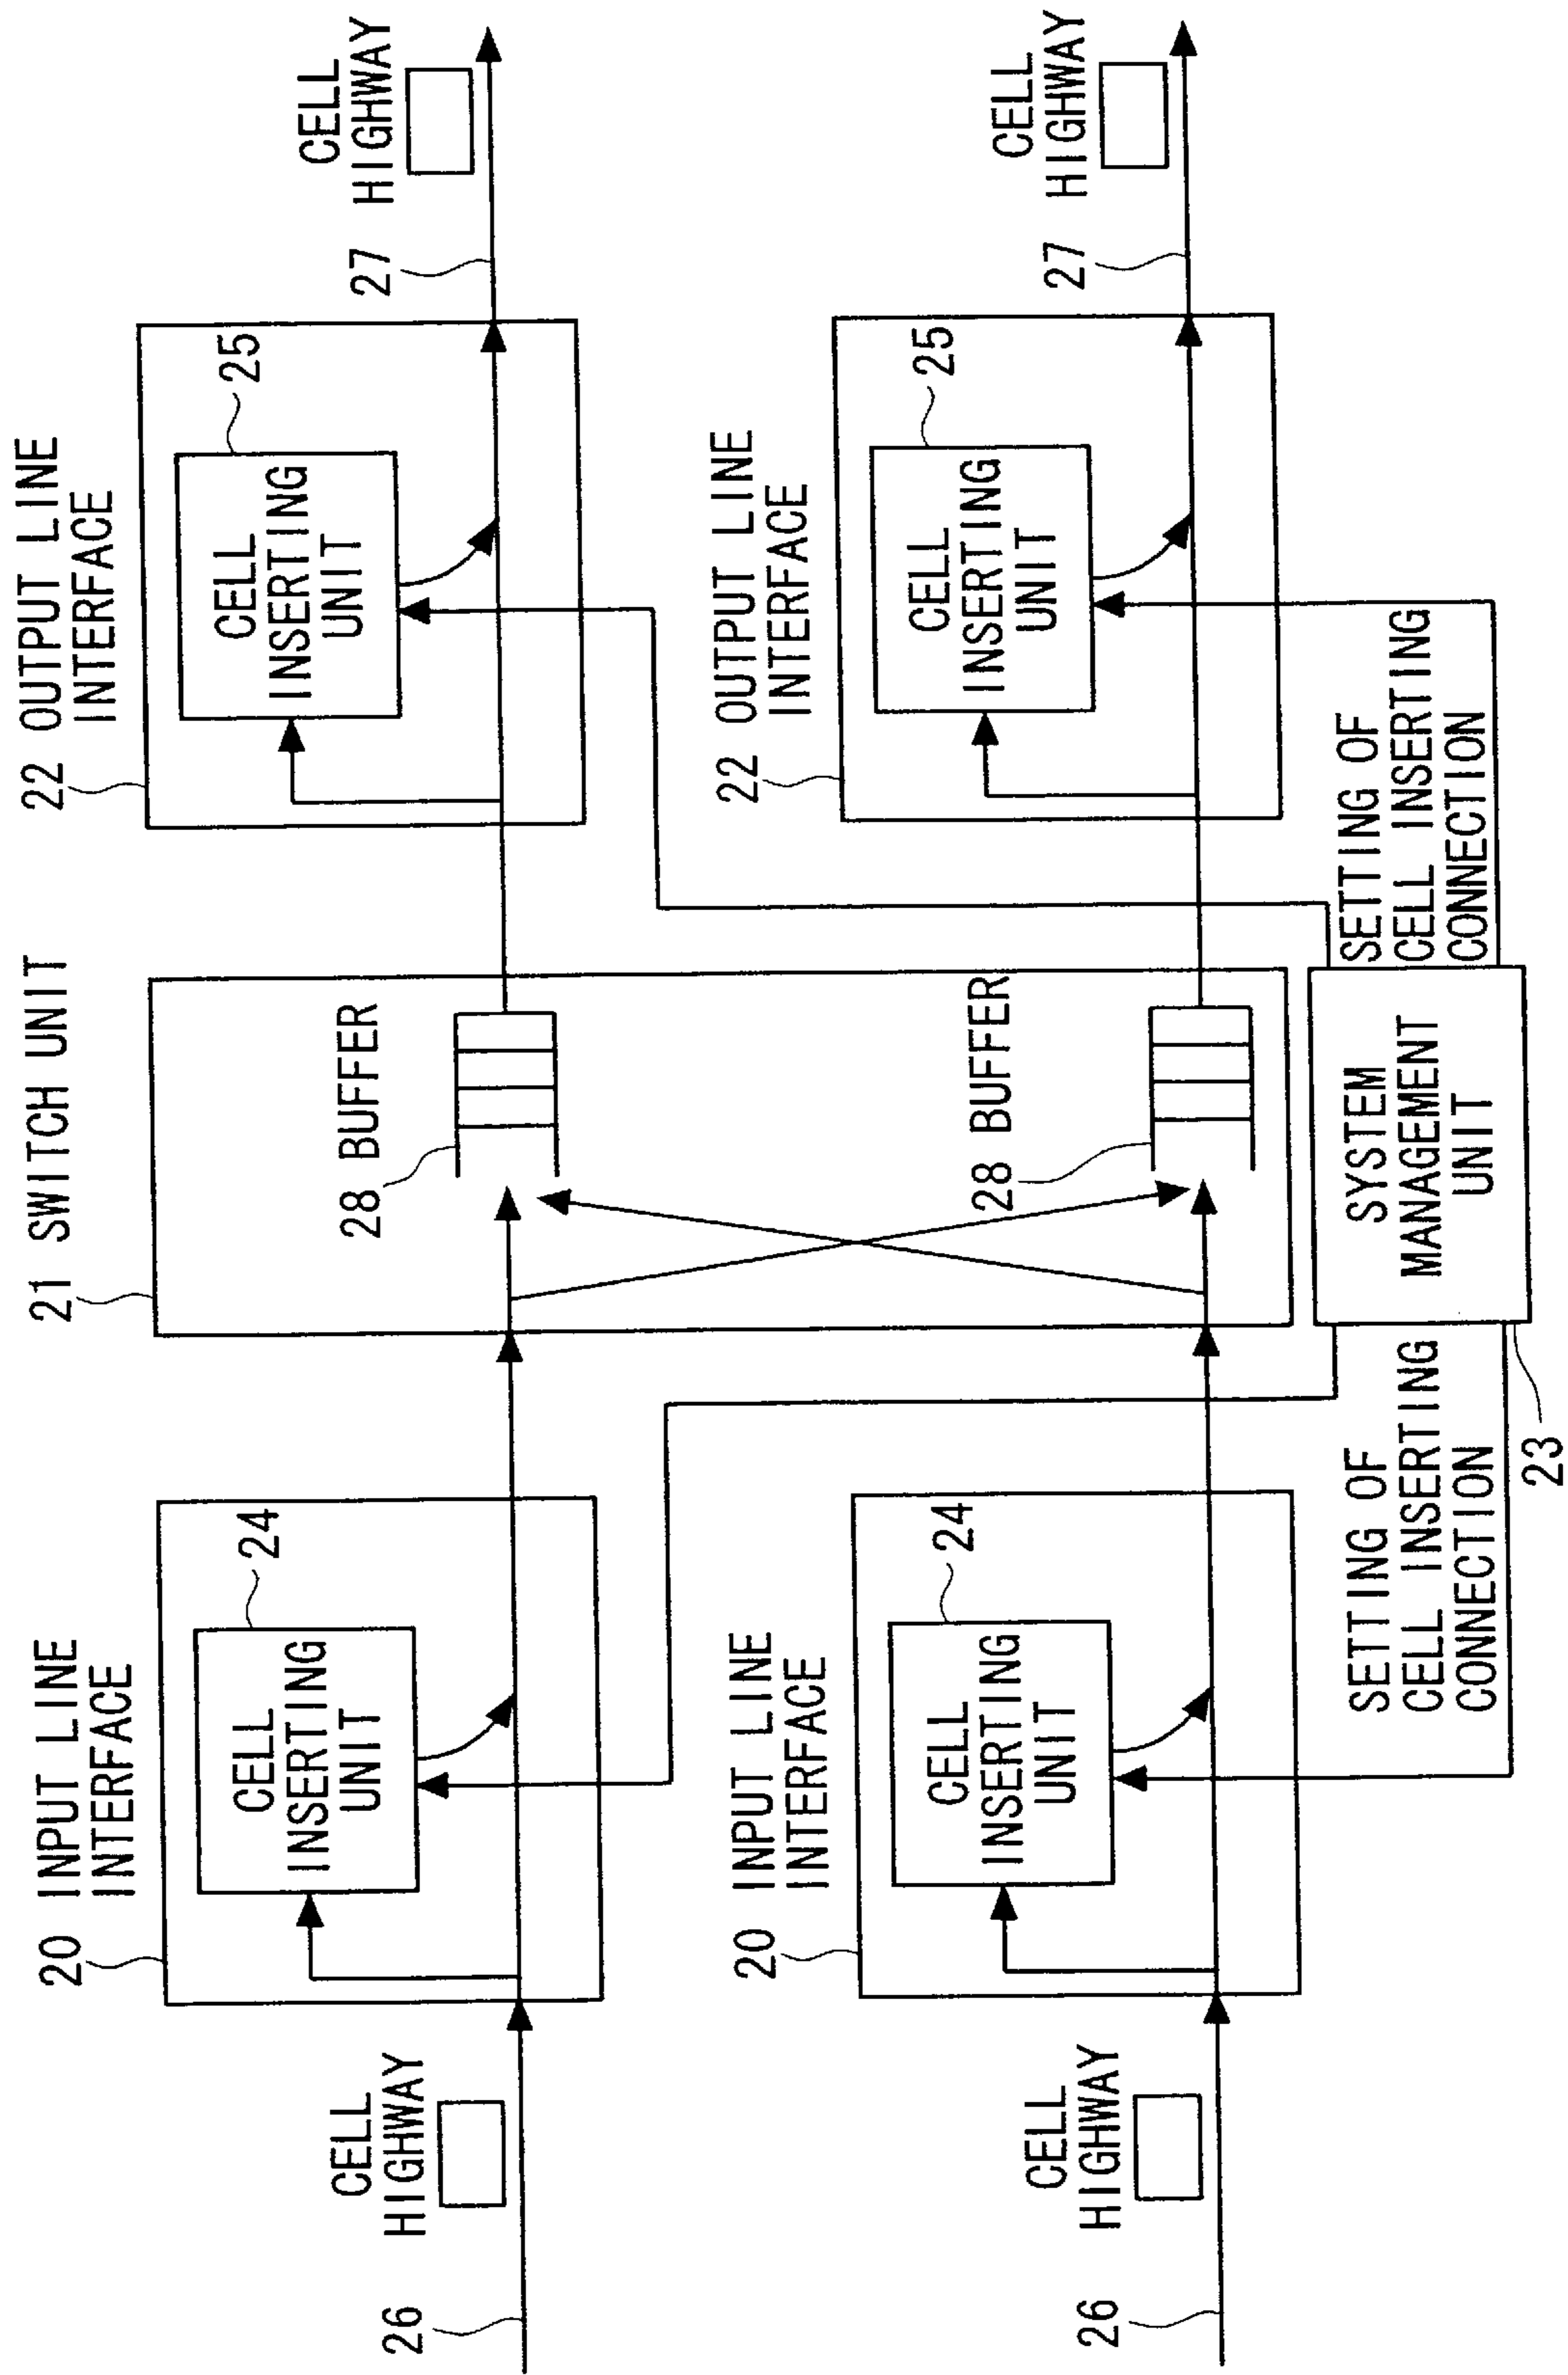 20 INPUT LINE
INTERFACE
24
CELL
INSERTING
UNIT
CELL
HIGHWAY
26
21 SWITCH UNIT
28 BUFFER
22 OUTPUT LINE
INTERFACE
25
CELL
INSERTING
UNIT
CELL
HIGHWAY
27
20 INPUT LINE
INTERFACE
24
CELL
INSERTING
UNIT
CELL
HIGHWAY
26
28 BUFFER
22 OUTPUT LINE
INTERFACE
25
CELL
INSERTING
UNIT
CELL
HIGHWAY
27
SETTING OF
CELL INSERTING
CONNECTION
SYSTEM
MANAGEMENT
UNIT
23
SETTING OF
CELL INSERTING
CONNECTION